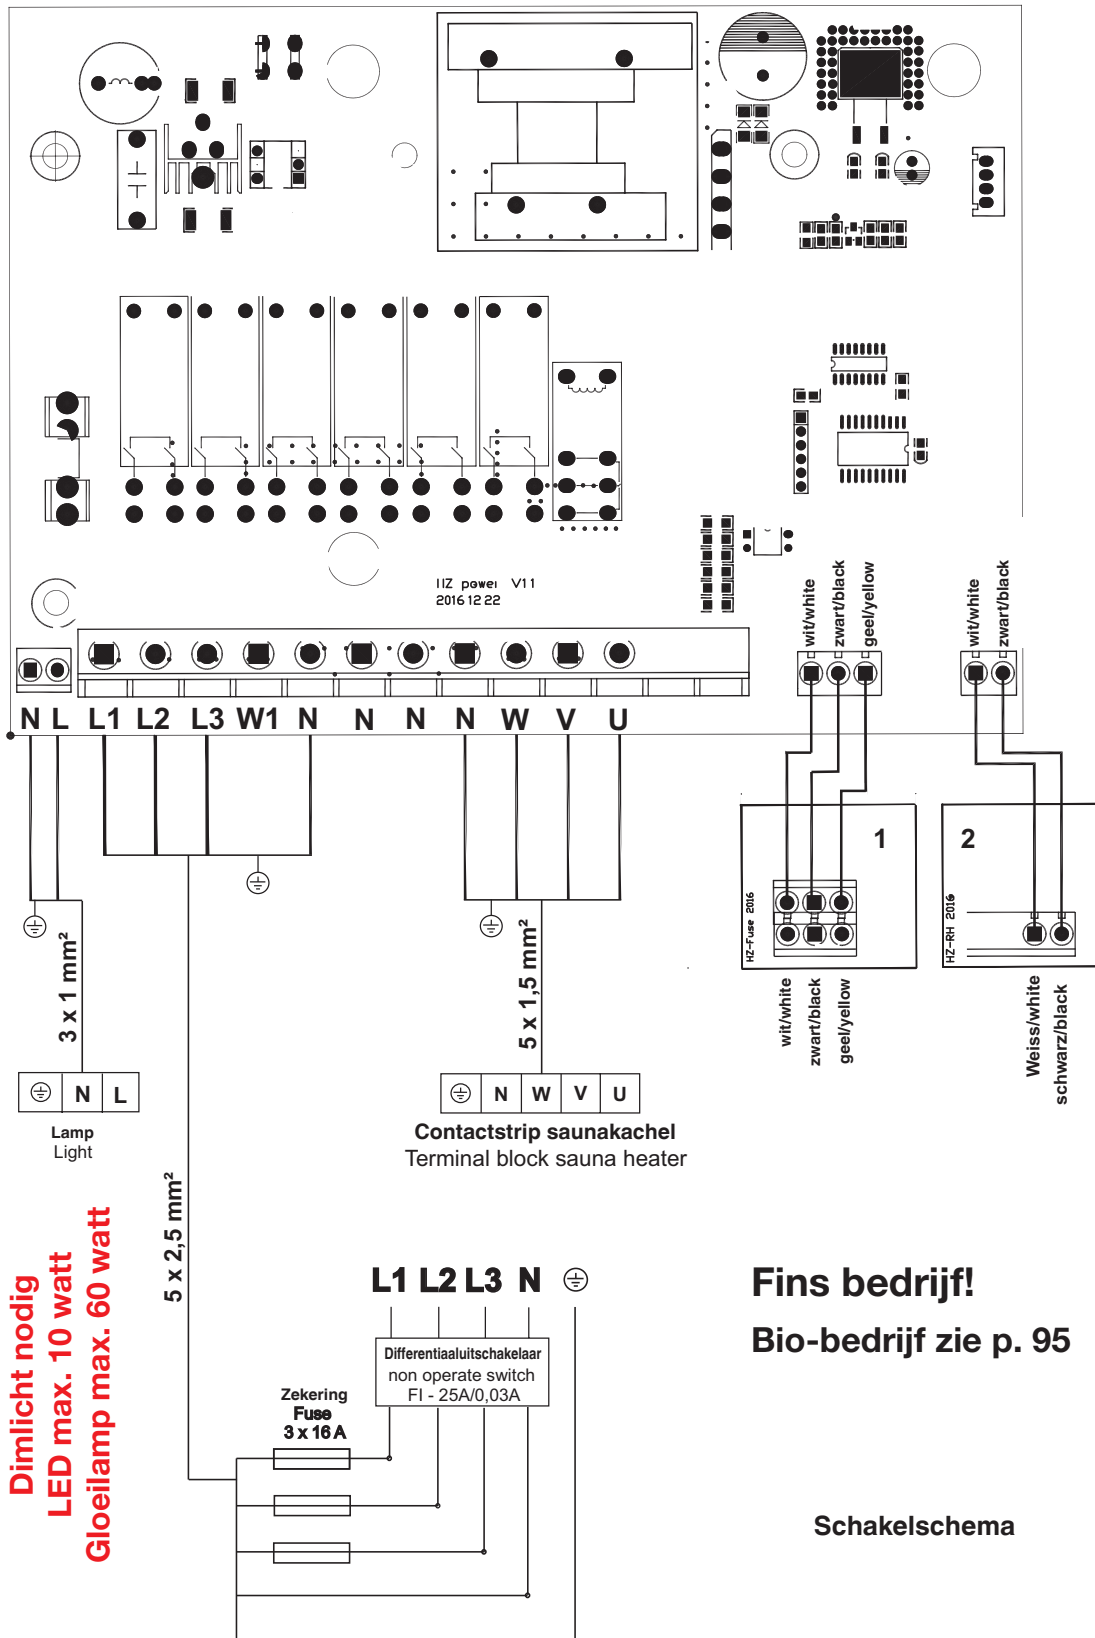 IIZ power V1.1
2016 12 22
wit/white
zwart/black
geel/yellow
wit/white
zwart/black
N L L1 L2 L3 W1 N N N N W V U
1
HZ-Fuse 2016
2
HZ-RH 2016
wit/white
zwart/black
geel/yellow
Weiss/white
schwarz/black
3 x 1 mm²
5 x 1,5 mm²
N L
Lamp
Light
N W V U
Contactstrip saunakachel
Terminal block sauna heater
5 x 2,5 mm²
Dimlicht nodig
LED max. 10 watt
Gloeilamp max. 60 watt
L1 L2 L3 N
Differentiaaluitschakelaar
non operate switch
FI - 25A/0,03A
Zekering
Fuse
3 x 16 A
Fins bedrijf!
Bio-bedrijf zie p. 95
Schakelschema